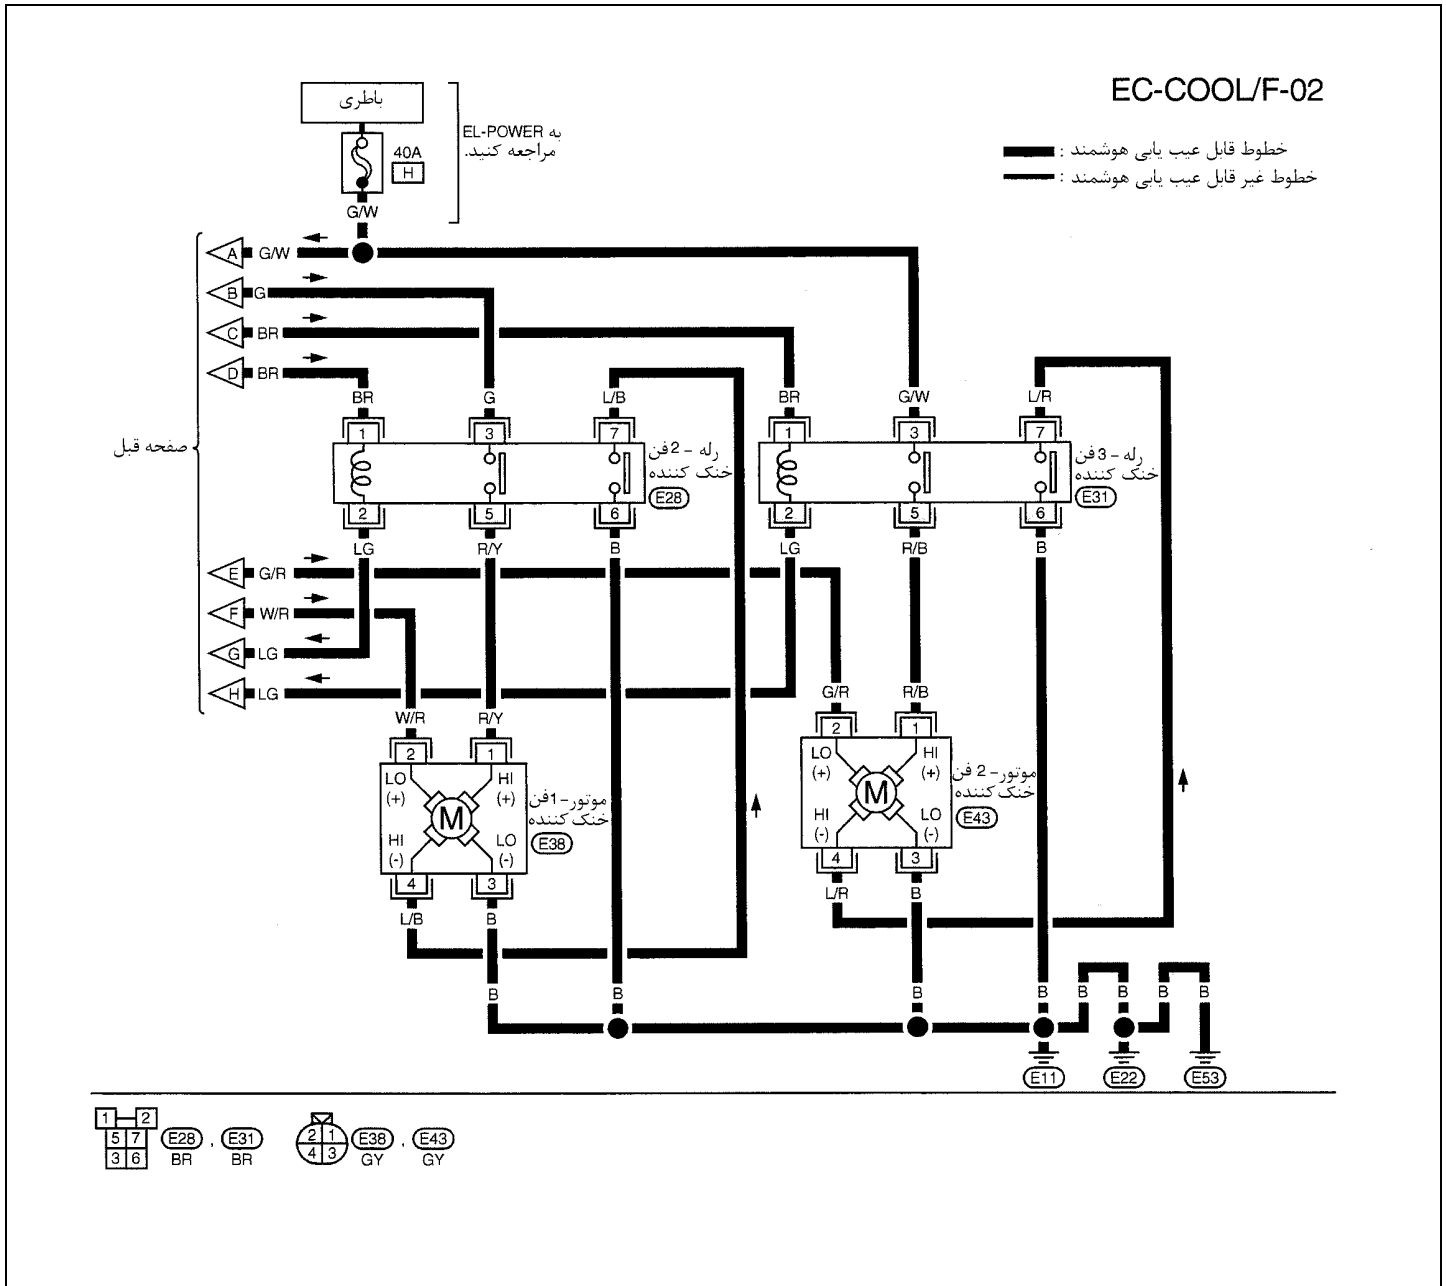 EC-COOL/F-02
باطری
به EL-POWER
مراجعه کنید.
40A
H
G/W
خطوط قابل عیب یابی هوشمند :
خطوط غیر قابل عیب یابی هوشمند :
A G/W
B G
C BR
D BR
BR G L/B BR G/W L/R
1 3 7 1 3 7
صفحه قبل
رله - 2فن
خنک کننده
E28
رله - 3فن
خنک کننده
E31
2 5 6 2 5 6
LG R/Y B LG R/B B
E G/R
F W/R
G LG
H LG
G/R R/B
W/R R/Y
2 1
LO HI
(+) (+)
M
HI LO
(-) (-)
4 3
موتور - 2 فن
خنک کننده
E43
L/R B
2 1
LO HI
(+) (+)
M
HI LO
(-) (-)
4 3
موتور - 1فن
خنک کننده
E38
L/B B
B B B B B B B B
E11 E22 E53
1 2
5 7
3 6
E28 , E31
BR BR
2 1
4 3
E38 , E43
GY GY